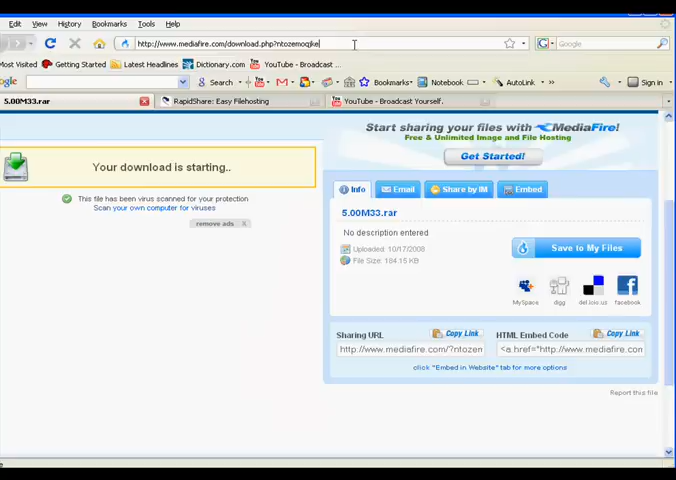 Edit View History Bookmarks Tools Help
http://www.mediafire.com/download.php?ntozemoqjke
Google
Most Visited Getting Started Latest Headlines Dictionary.com YouTube - Broadcast ...
ogle Search Bookmarks Notebook AutoLink Sign in
5.00M33.rar RapidShare: Easy Filehosting YouTube - Broadcast Yourself.
Start sharing your files with MediaFire!
Free & Unlimited Image and File Hosting
Get Started!
Your download is starting..
This file has been virus scanned for your protection
Scan your own computer for viruses
remove ads x
Info Email Share by IM Embed
5.00M33.rar
No description entered
Uploaded: 10/17/2008
File Size: 184.15 KB
Save to My Files
MySpace digg del.icio.us facebook
Sharing URL Copy Link
http://www.mediafire.com/?ntozem
HTML Embed Code Copy Link
<a href="http://www.mediafire.com
click "Embed in Website" tab for more options
Report this file